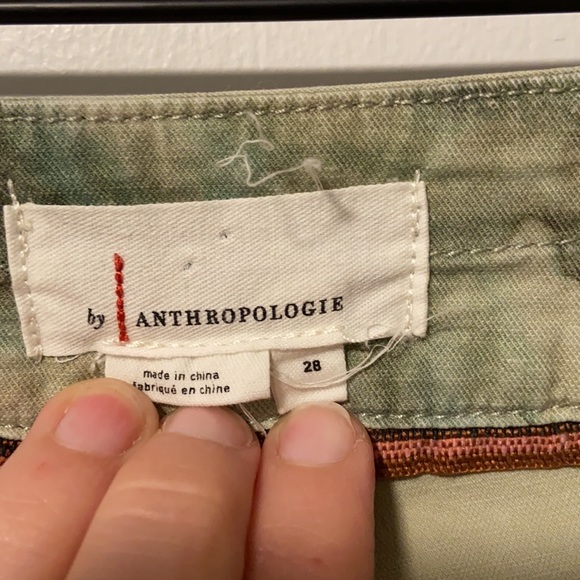 by ANTHROPOLOGIE
made in china
fabriqué en chine
28